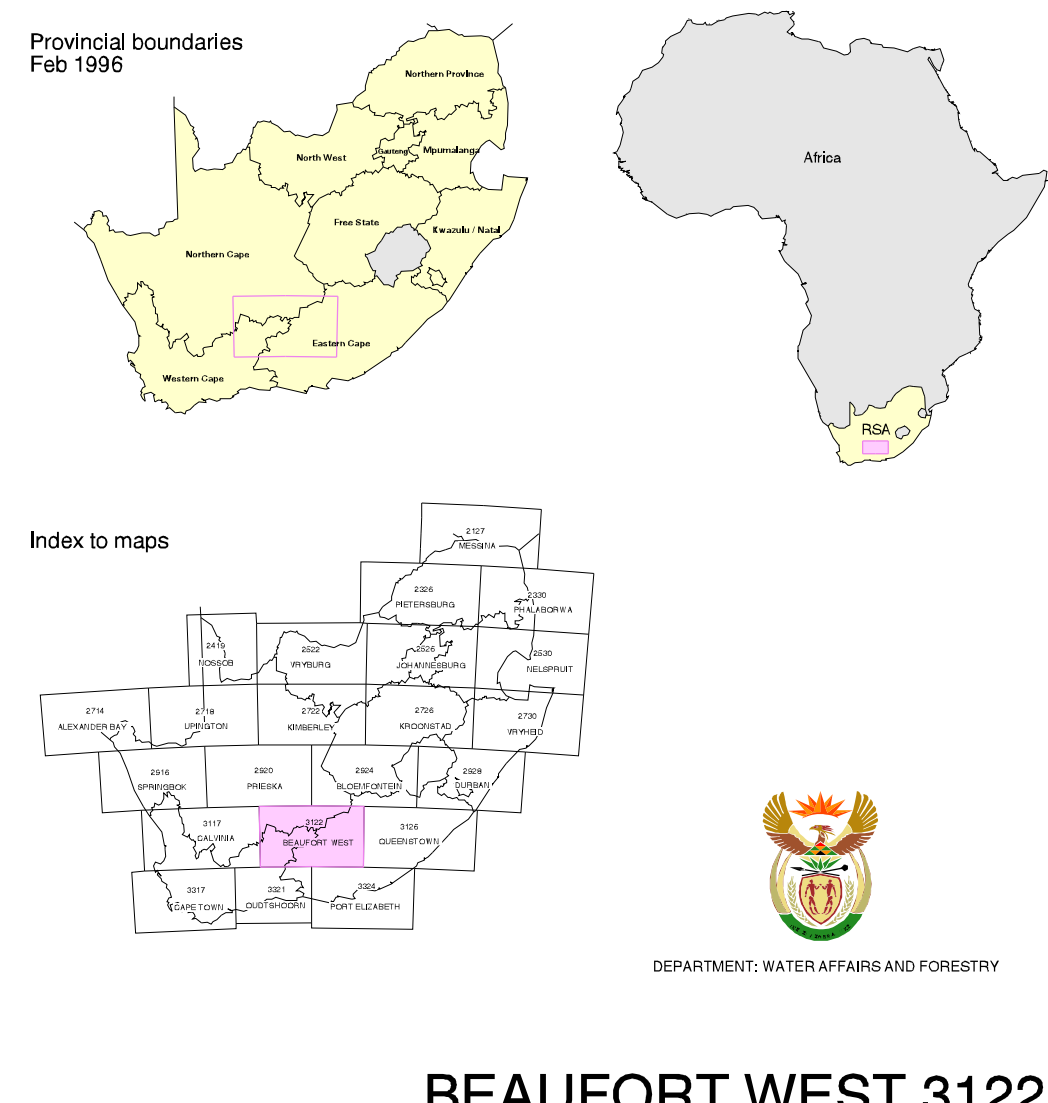 Provincial boundaries
Feb 1996
Northern Province
North West
Gauteng
Mpumalanga
Free State
Kwazulu / Natal
Northern Cape
Eastern Cape
Western Cape
Africa
RSA
Index to maps
2127
MESSINA
2326
PIETERSBURG
2330
PHALABORWA
2419
NOSSOB
2522
VRYBURG
2526
JOHANNESBURG
2530
NELSPRUIT
2714
ALEXANDER BAY
2718
UPINGTON
2722
KIMBERLEY
2726
KROONSTAD
2730
VRYHEID
2916
SPRINGBOK
2920
PRIESKA
2924
BLOEMFONTEIN
2928
DURBAN
3117
CALVINIA
3122
BEAUFORT WEST
3126
QUEENSTOWN
3317
CAPE TOWN
3321
OUDTSHOORN
3324
PORT ELIZABETH
DEPARTMENT: WATER AFFAIRS AND FORESTRY
BEAUFORT WEST 3122